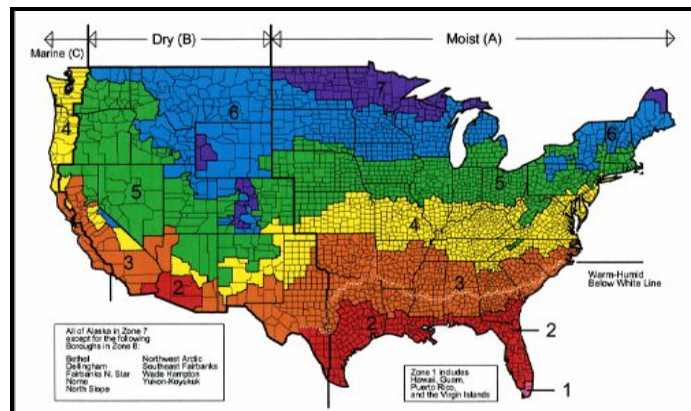 Marine (C)
Dry (B)
Moist (A)
7
6
6
4
5
5
4
3
3
2
2
Warm-Humid
Below White Line
2
1
All of Alaska in Zone 7
except for the following
Boroughs in Zone 8:
Bethel Northwest Arctic
Dellingham Southeast Fairbanks
Fairbanks N. Star Wade Hampton
Nome Yukon-Koyukuk
North Slope
Zone 1 includes
Hawaii, Guam,
Puerto Rico,
and the Virgin Islands